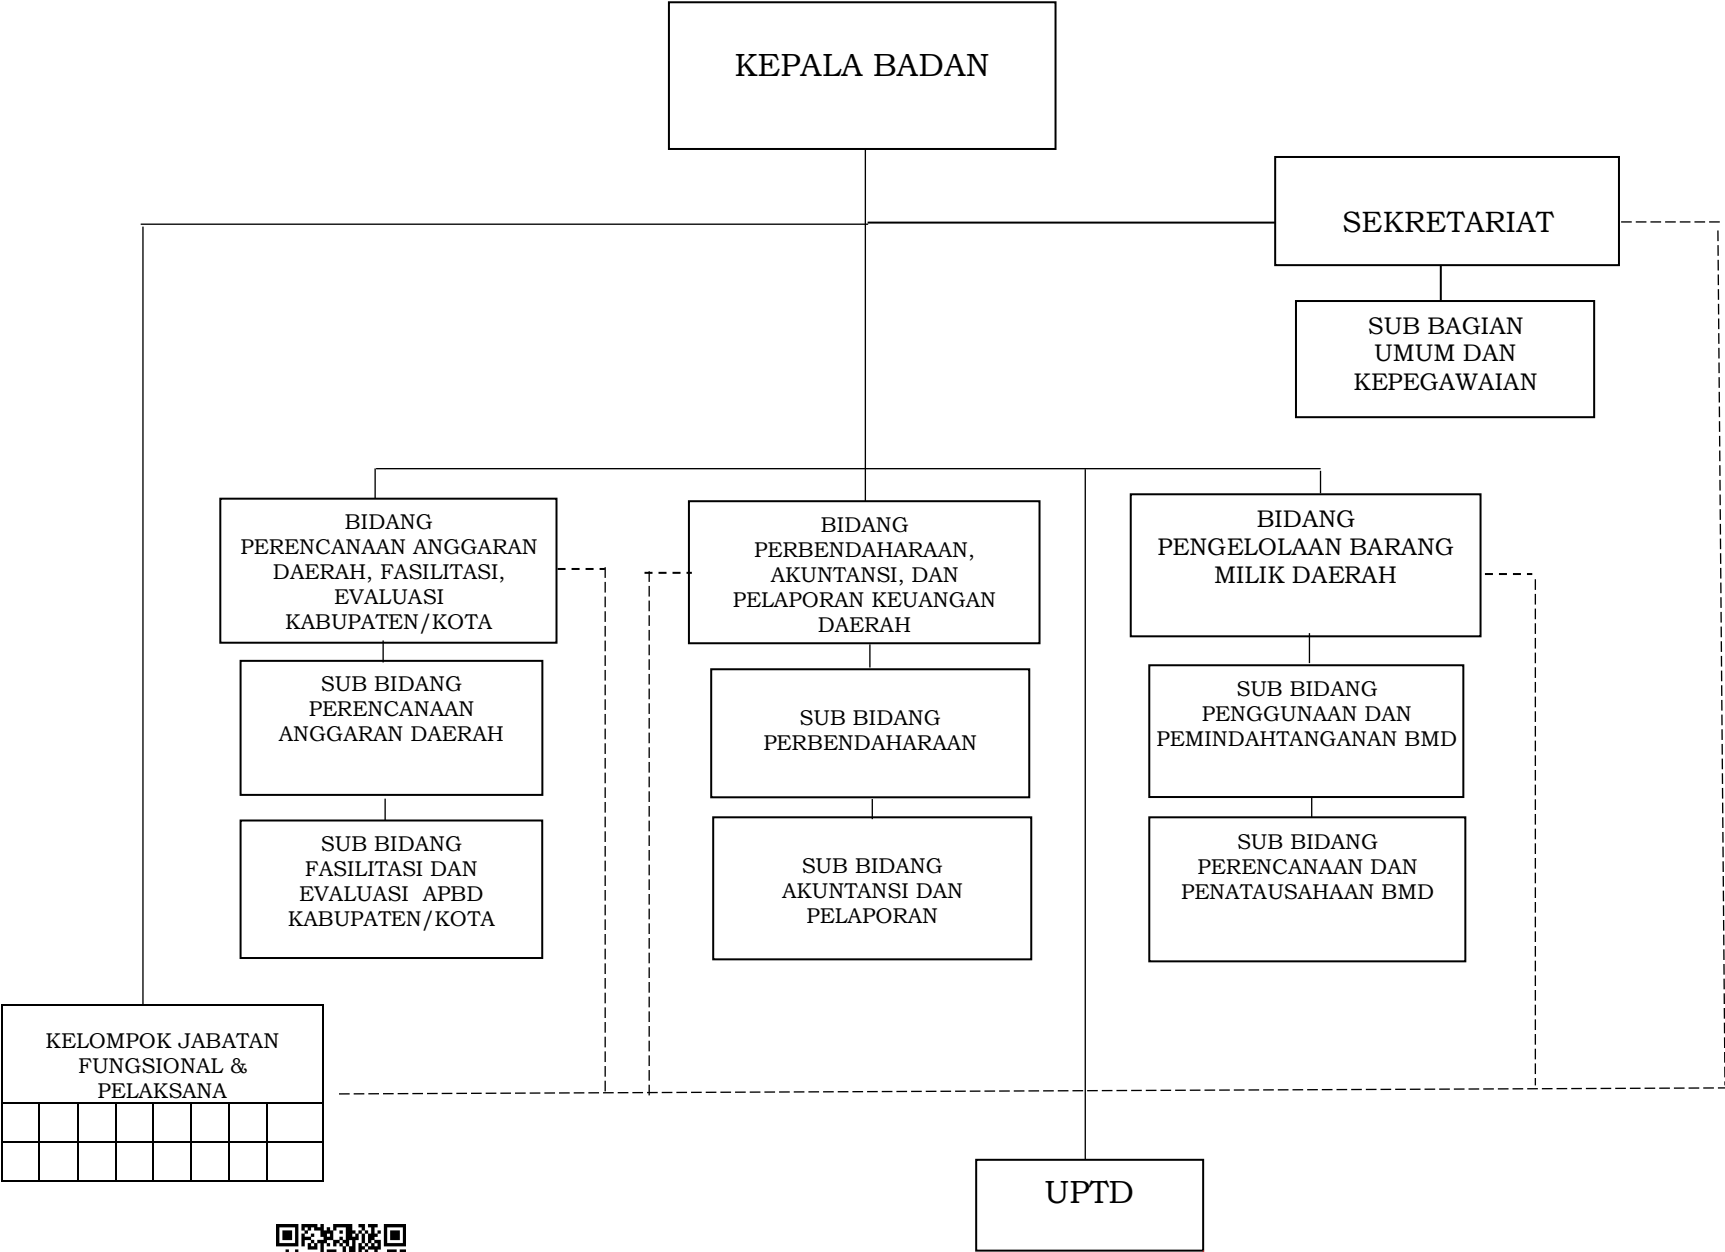 KEPALA BADAN
SEKRETARIAT
SUB BAGIAN
UMUM DAN
KEPEGAWAIAN
BIDANG
PERENCANAAN ANGGARAN
DAERAH, FASILITASI,
EVALUASI
KABUPATEN/KOTA
BIDANG
PERBENDAHARAAN,
AKUNTANSI, DAN
PELAPORAN KEUANGAN
DAERAH
BIDANG
PENGELOLAAN BARANG
MILIK DAERAH
SUB BIDANG
PERENCANAAN
ANGGARAN DAERAH
SUB BIDANG
PERBENDAHARAAN
SUB BIDANG
PENGGUNAAN DAN
PEMINDAHTANGANAN BMD
SUB BIDANG
FASILITASI DAN
EVALUASI APBD
KABUPATEN/KOTA
SUB BIDANG
AKUNTANSI DAN
PELAPORAN
SUB BIDANG
PERENCANAAN DAN
PENATAUSAHAAN BMD
KELOMPOK JABATAN
FUNGSIONAL &
PELAKSANA
UPTD